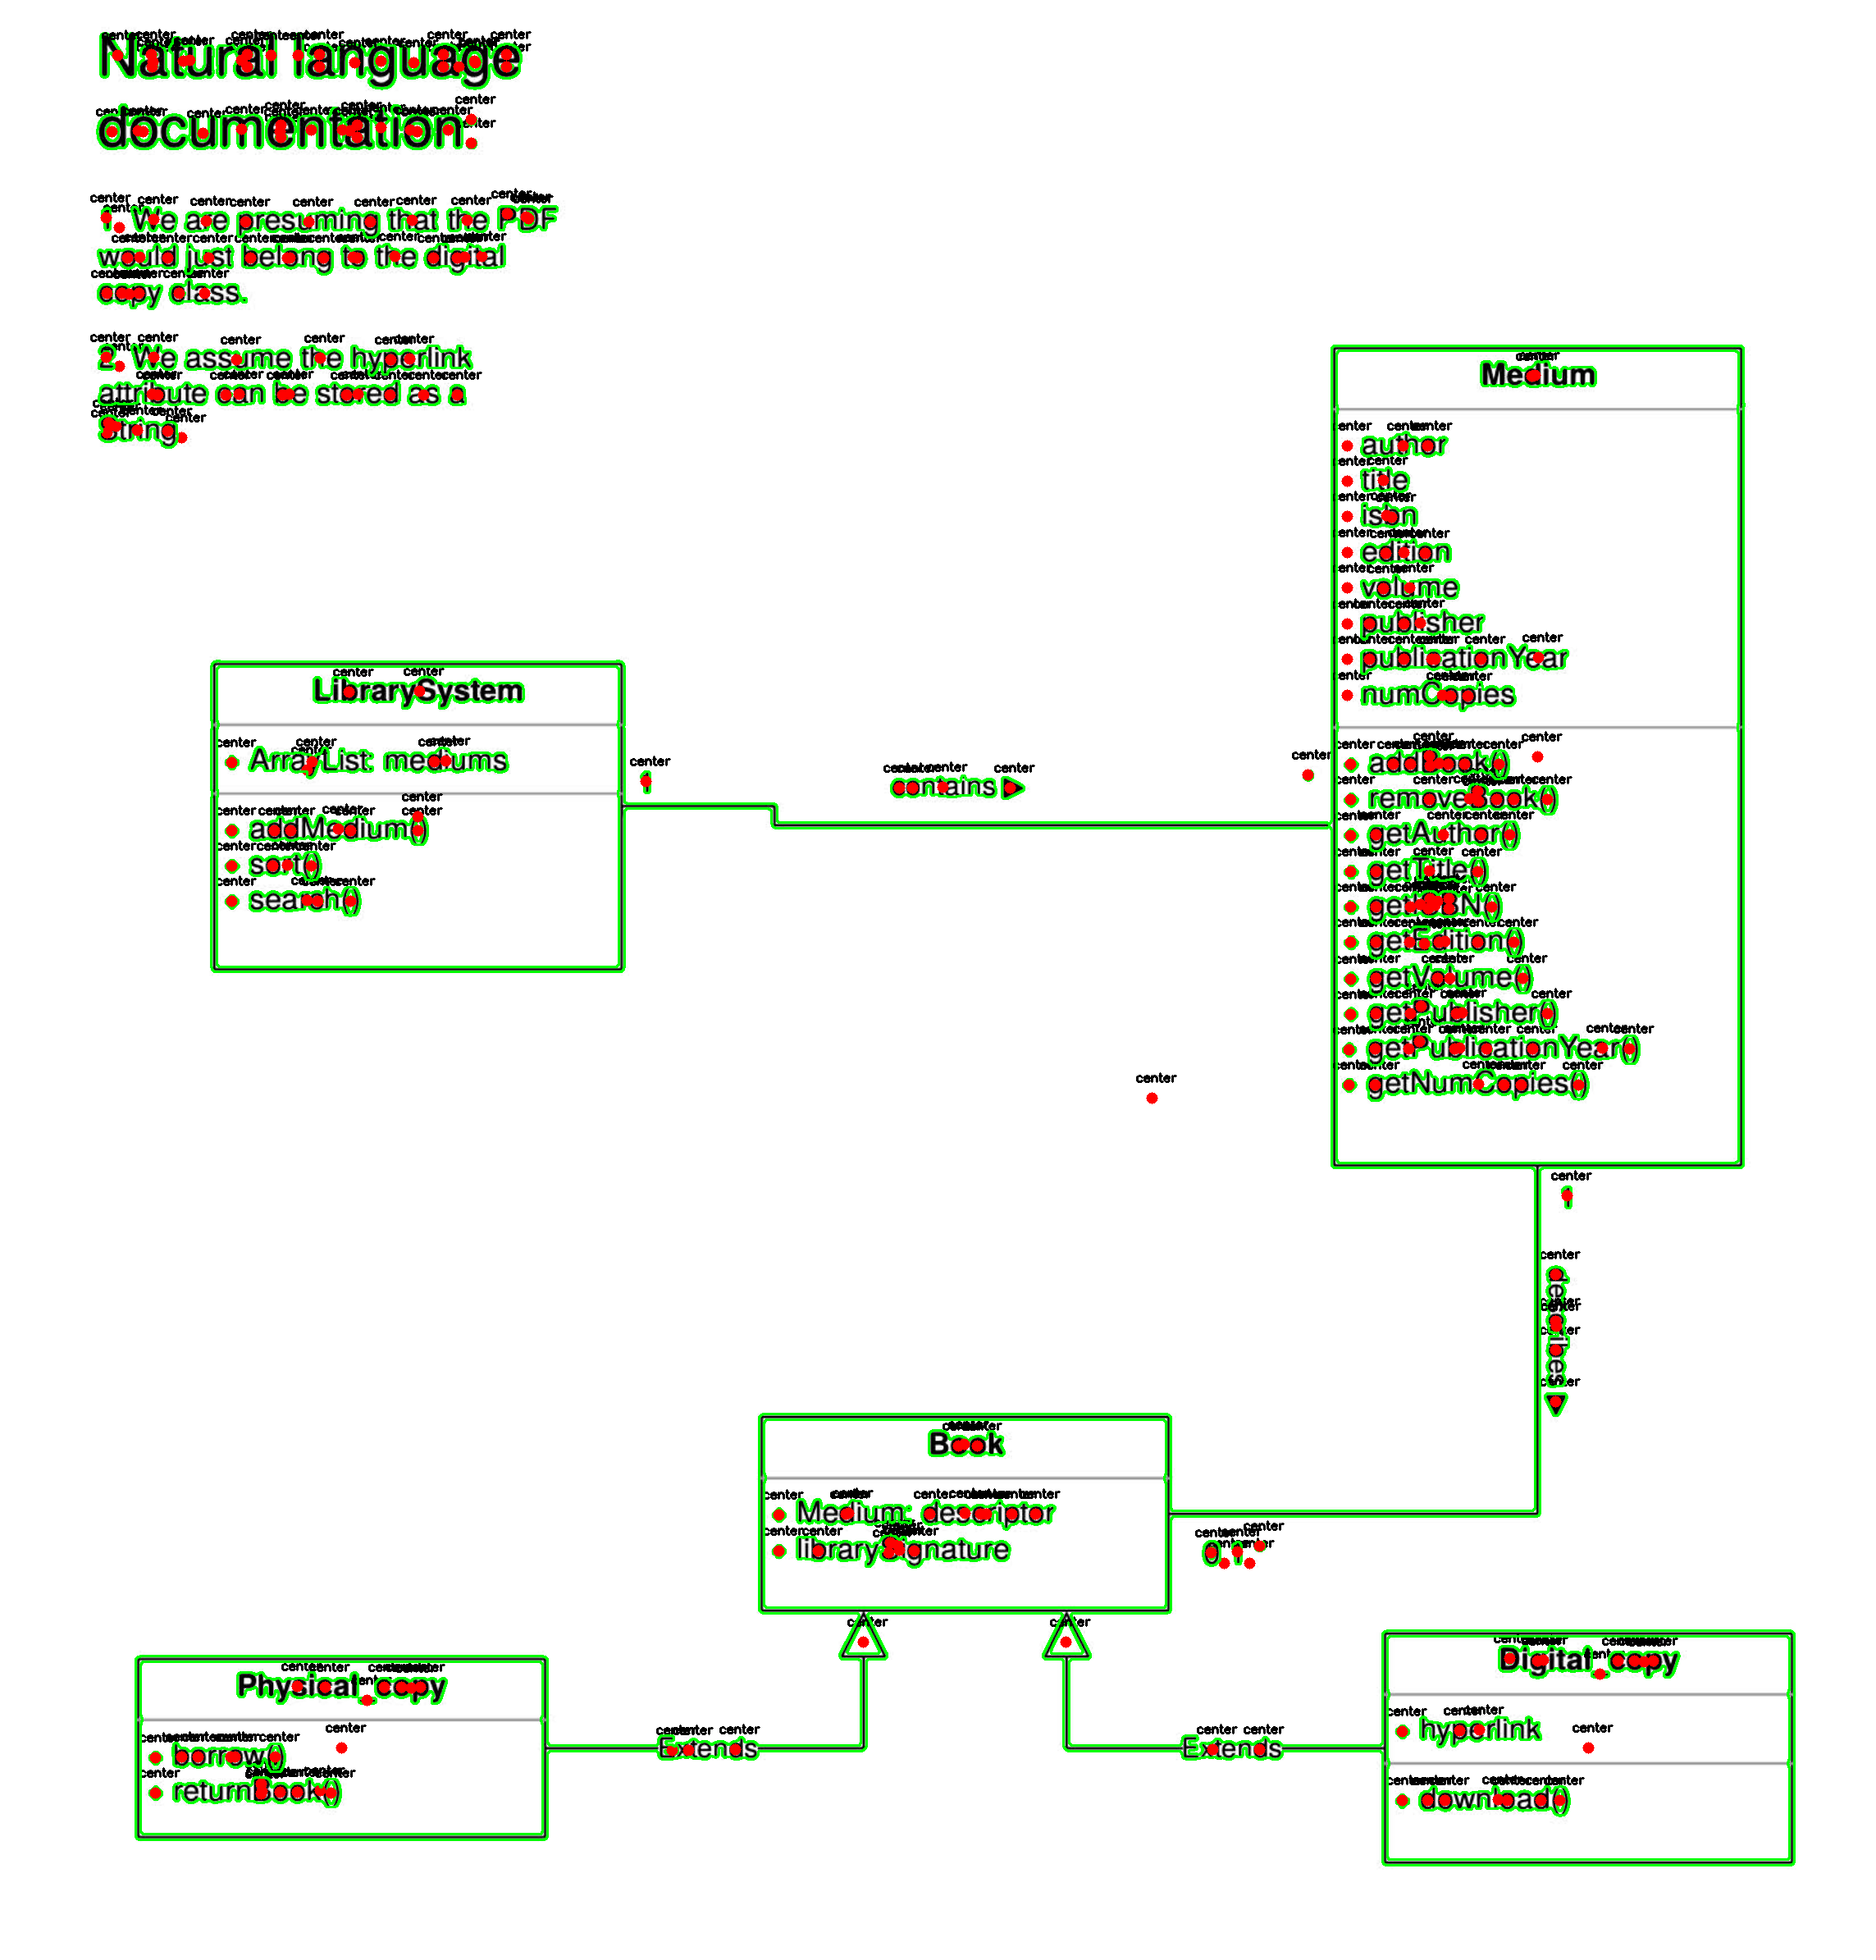 Natural language
documentation:
1. We are presuming that the PDF
would just belong to the digital
copy class.
2. We assume the hyperlink
attribute can be stored as a
String.
Medium
author
title
isbn
edition
volume
publisher
publicationYear
numCopies
addBook()
removeBook()
getAuthor()
getTitle()
getISBN()
getEdition()
getVolume()
getPublisher()
getPublicationYear()
getNumCopies()
LibrarySystem
ArrayList: mediums
addMedium()
sort()
search()
1
contains
1
describes
Book
Medium: descriptor
librarySignature
Physical_copy
borrow()
returnBook()
Extends
Extends
Digital_copy
hyperlink
download()